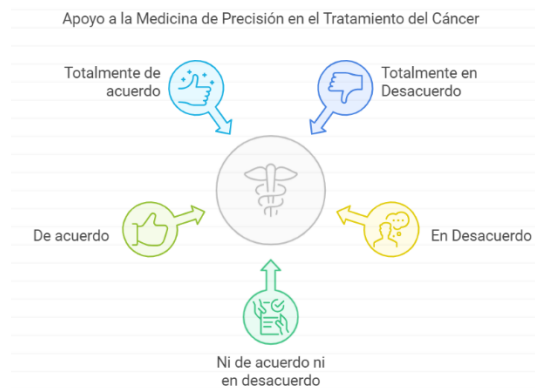 Apoyo a la Medicina de Precisión en el Tratamiento del Cáncer
Totalmente de
acuerdo
Totalmente en
Desacuerdo
De acuerdo
En Desacuerdo
Ni de acuerdo ni
en desacuerdo